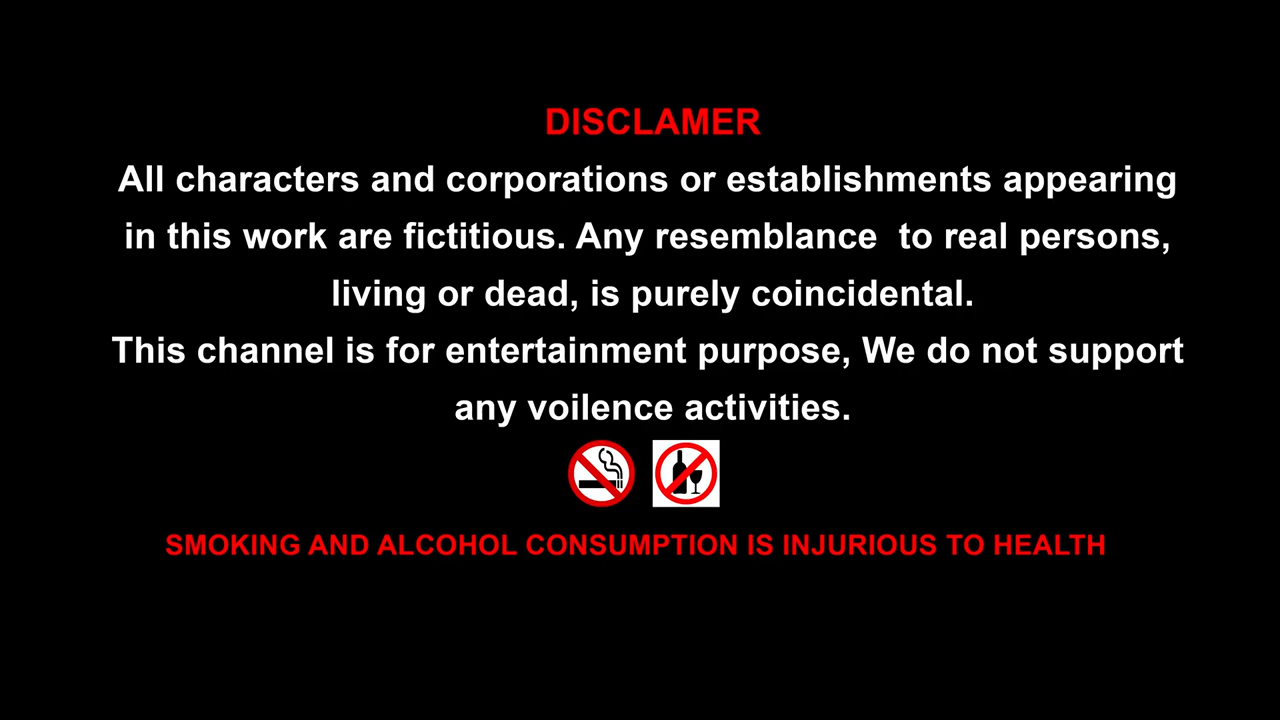 DISCLAMER
All characters and corporations or establishments appearing
in this work are fictitious. Any resemblance  to real persons,
living or dead, is purely coincidental.
This channel is for entertainment purpose, We do not support
any voilence activities.
SMOKING AND ALCOHOL CONSUMPTION IS INJURIOUS TO HEALTH